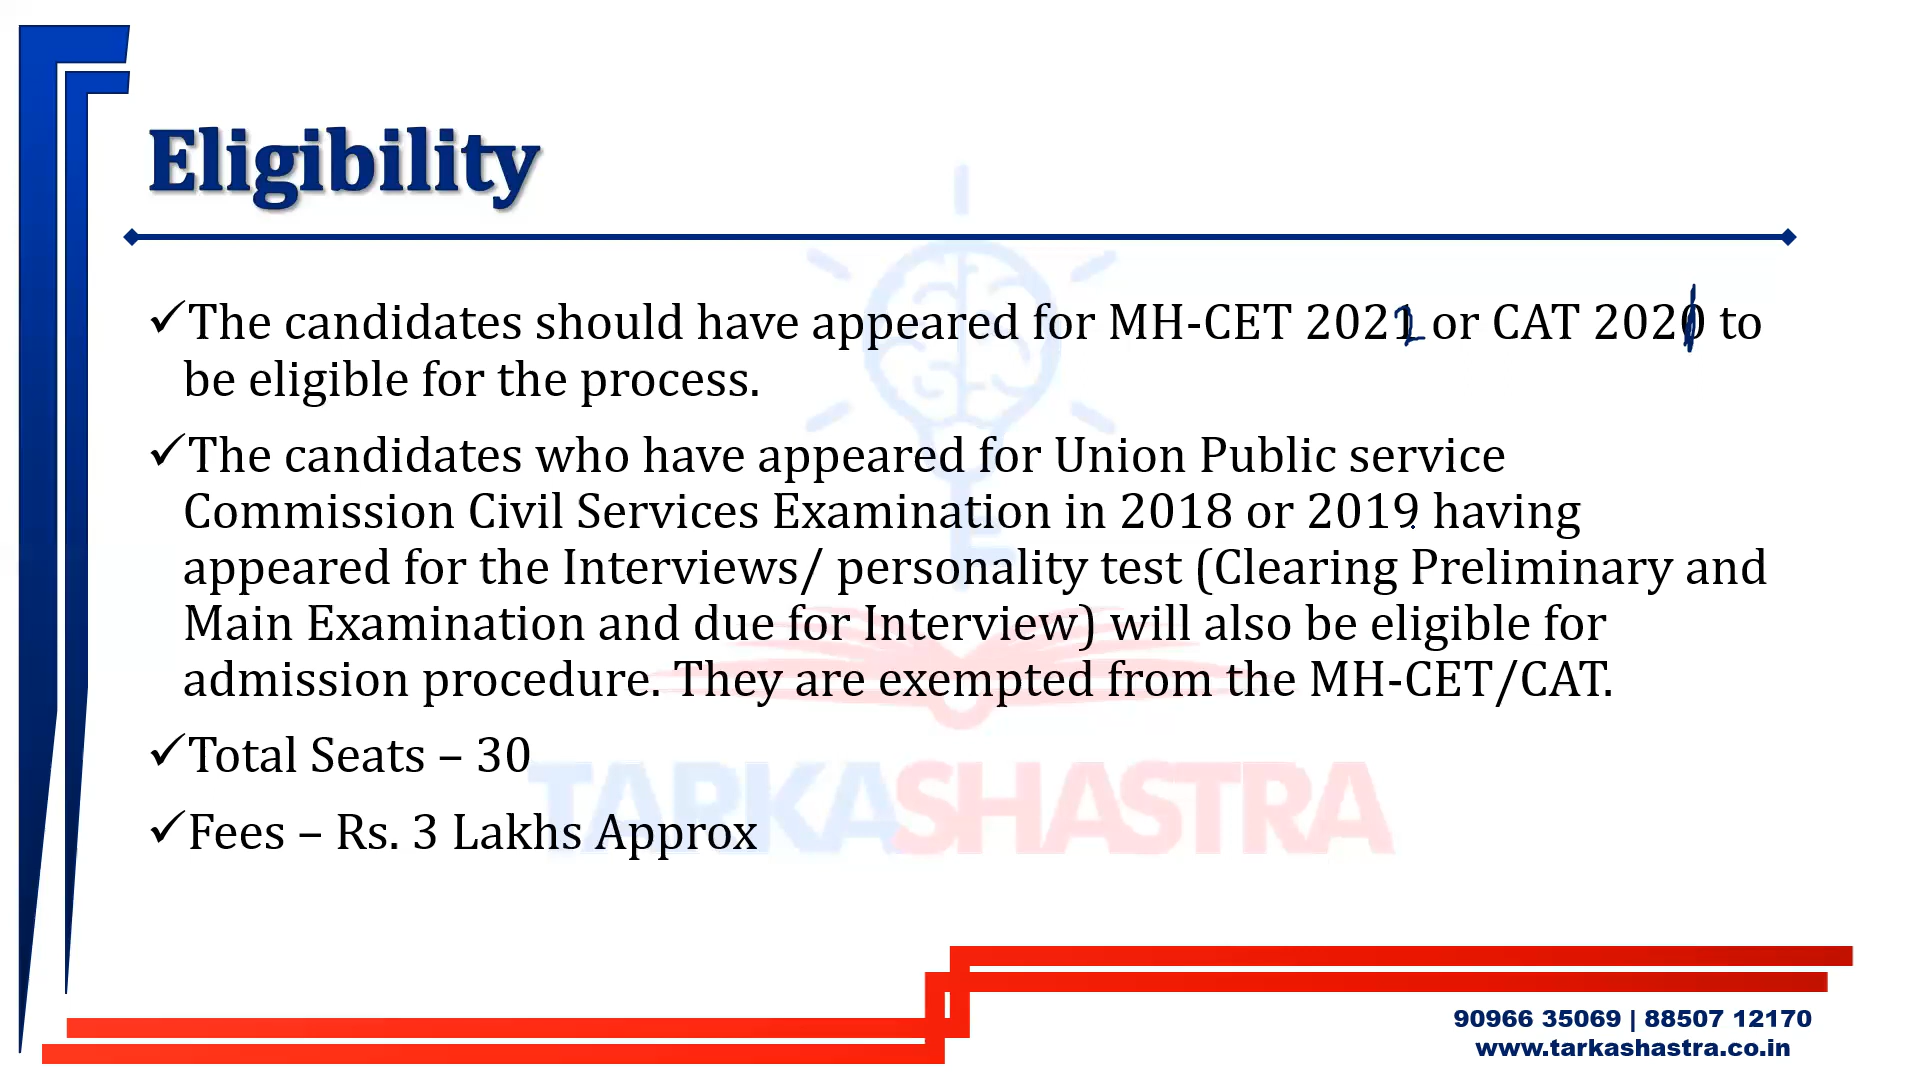 Eligibility
✓The candidates should have appeared for MH-CET 2021 or CAT 2020 to
be eligible for the process.
✓The candidates who have appeared for Union Public service
Commission Civil Services Examination in 2018 or 2019 having
appeared for the Interviews/ personality test (Clearing Preliminary and
Main Examination and due for Interview) will also be eligible for
admission procedure. They are exempted from the MH-CET/CAT.
✓Total Seats – 30
✓Fees – Rs. 3 Lakhs Approx
TARKASHASTRA
90966 35069 | 88507 12170
www.tarkashastra.co.in